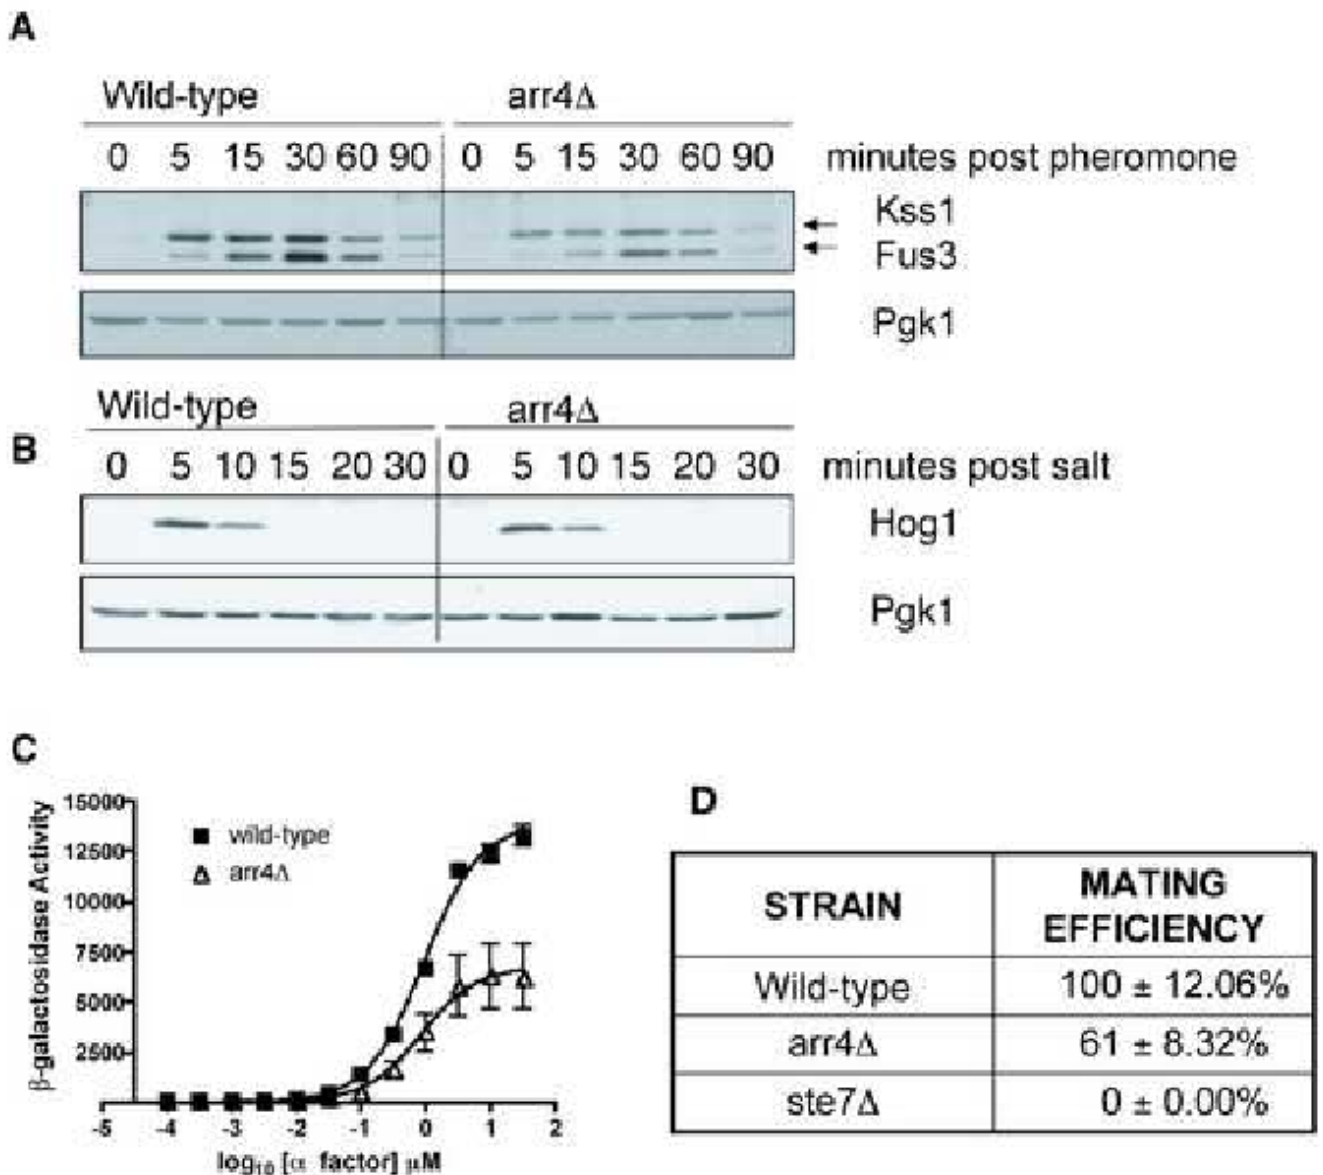 A
Wild-type arr4Δ
0 5 15 30 60 90 0 5 15 30 60 90 minutes post pheromone
Kss1
Fus3
Pgk1
Wild-type arr4Δ
B
0 5 10 15 20 30 0 5 10 15 20 30 minutes post salt
Hog1
Pgk1
C
15000
12500
10000
7500
5000
2500
β-galactosidase Activity
wild-type
arr4Δ
-5 -4 -3 -2 -1 0 1 2
log₁₀ [α factor] µM
D
STRAIN MATING EFFICIENCY
Wild-type 100 ± 12.06%
arr4Δ 61 ± 8.32%
ste7Δ 0 ± 0.00%